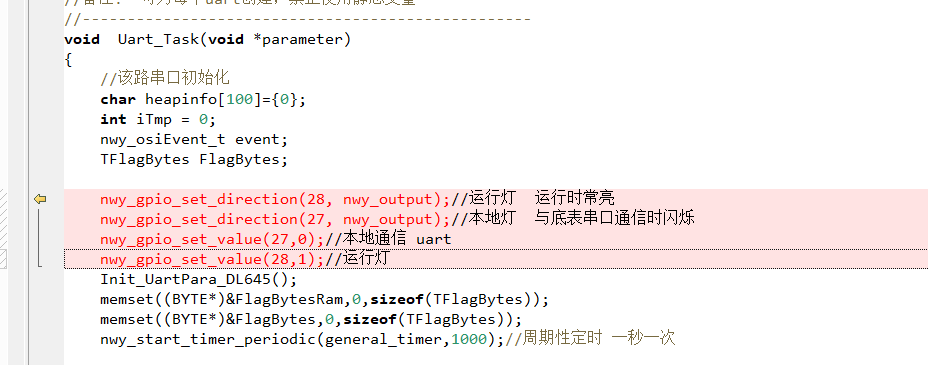 //备注: 可为每个uart创建，禁止使用静态变量
//--------------------------------------------------
void  Uart_Task(void *parameter)
{
    //该路串口初始化
    char heapinfo[100]={0};
    int iTmp = 0;
    nwy_osiEvent_t event;
    TFlagBytes FlagBytes;
    nwy_gpio_set_direction(28, nwy_output);//运行灯  运行时常亮
    nwy_gpio_set_direction(27, nwy_output);//本地灯  与底表串口通信时闪烁
    nwy_gpio_set_value(27,0);//本地通信 uart
    nwy_gpio_set_value(28,1);//运行灯
    Init_UartPara_DL645();
    memset((BYTE*)&FlagBytesRam,0,sizeof(TFlagBytes));
    memset((BYTE*)&FlagBytes,0,sizeof(TFlagBytes));
    nwy_start_timer_periodic(general_timer,1000);//周期性定时 一秒一次